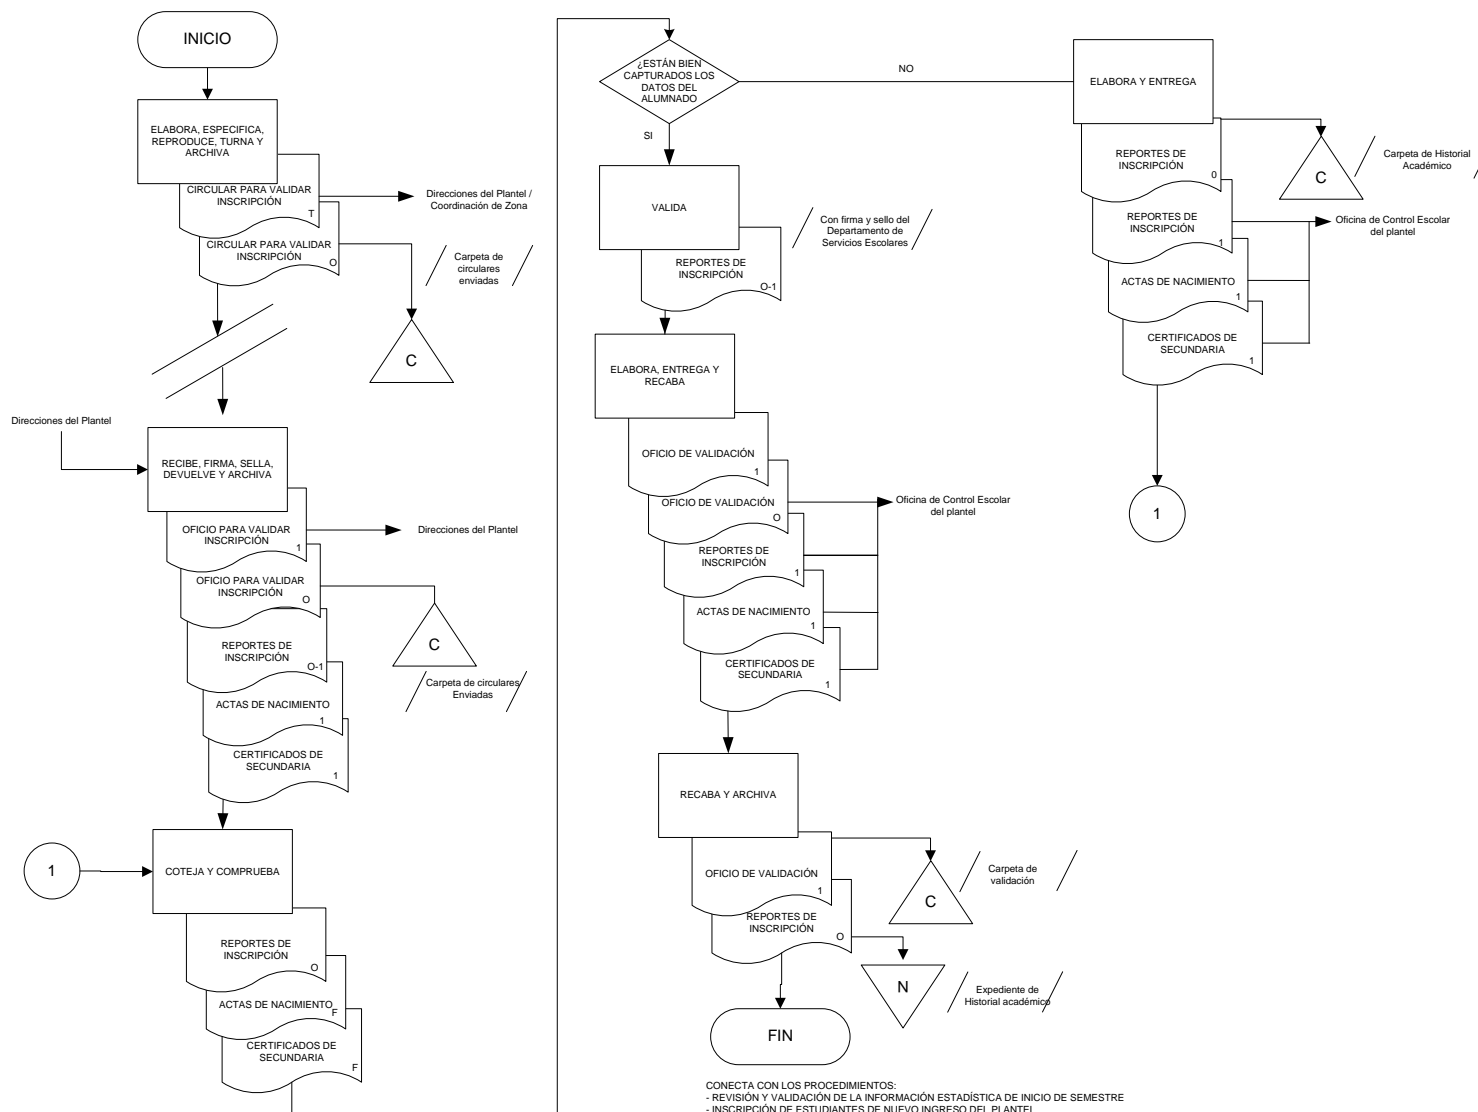 INICIO
ELABORA, ESPECIFICA,
REPRODUCE, TURNA Y
ARCHIVA
CIRCULAR PARA VALIDAR
INSCRIPCIÓN
T
Direcciones del Plantel /
Coordinación de Zona
CIRCULAR PARA VALIDAR
INSCRIPCIÓN
O
Carpeta de
circulares
enviadas
C
Direcciones del Plantel
RECIBE, FIRMA, SELLA,
DEVUELVE Y ARCHIVA
OFICIO PARA VALIDAR
INSCRIPCIÓN
1
Direcciones del Plantel
OFICIO PARA VALIDAR
INSCRIPCIÓN
O
C
Carpeta de circulares
Enviadas
REPORTES DE
INSCRIPCIÓN
O-1
ACTAS DE NACIMIENTO
1
CERTIFICADOS DE
SECUNDARIA
1
1
COTEJA Y COMPRUEBA
REPORTES DE
INSCRIPCIÓN
O
ACTAS DE NACIMIENTO
F
CERTIFICADOS DE
SECUNDARIA
F
¿ESTÁN BIEN
CAPTURADOS LOS
DATOS DEL
ALUMNADO
NO
SI
VALIDA
Con firma y sello del
Departamento de
Servicios Escolares
REPORTES DE
INSCRIPCIÓN
O-1
ELABORA, ENTREGA Y
RECABA
OFICIO DE VALIDACIÓN
1
OFICIO DE VALIDACIÓN
O
Oficina de Control Escolar
del plantel
REPORTES DE
INSCRIPCIÓN
1
ACTAS DE NACIMIENTO
1
CERTIFICADOS DE
SECUNDARIA
1
RECABA Y ARCHIVA
OFICIO DE VALIDACIÓN
1
C
Carpeta de
validación
REPORTES DE
INSCRIPCIÓN
O
N
Expediente de
Historial académico
FIN
CONECTA CON LOS PROCEDIMIENTOS:
- REVISIÓN Y VALIDACIÓN DE LA INFORMACIÓN ESTADÍSTICA DE INICIO DE SEMESTRE
- INSCRIPCIÓN DE ESTUDIANTES DE NUEVO INGRESO DEL PLANTEL
ELABORA Y ENTREGA
REPORTES DE
INSCRIPCIÓN
0
C
Carpeta de Historial
Académico
REPORTES DE
INSCRIPCIÓN
1
Oficina de Control Escolar
del plantel
ACTAS DE NACIMIENTO
1
CERTIFICADOS DE
SECUNDARIA
1
1